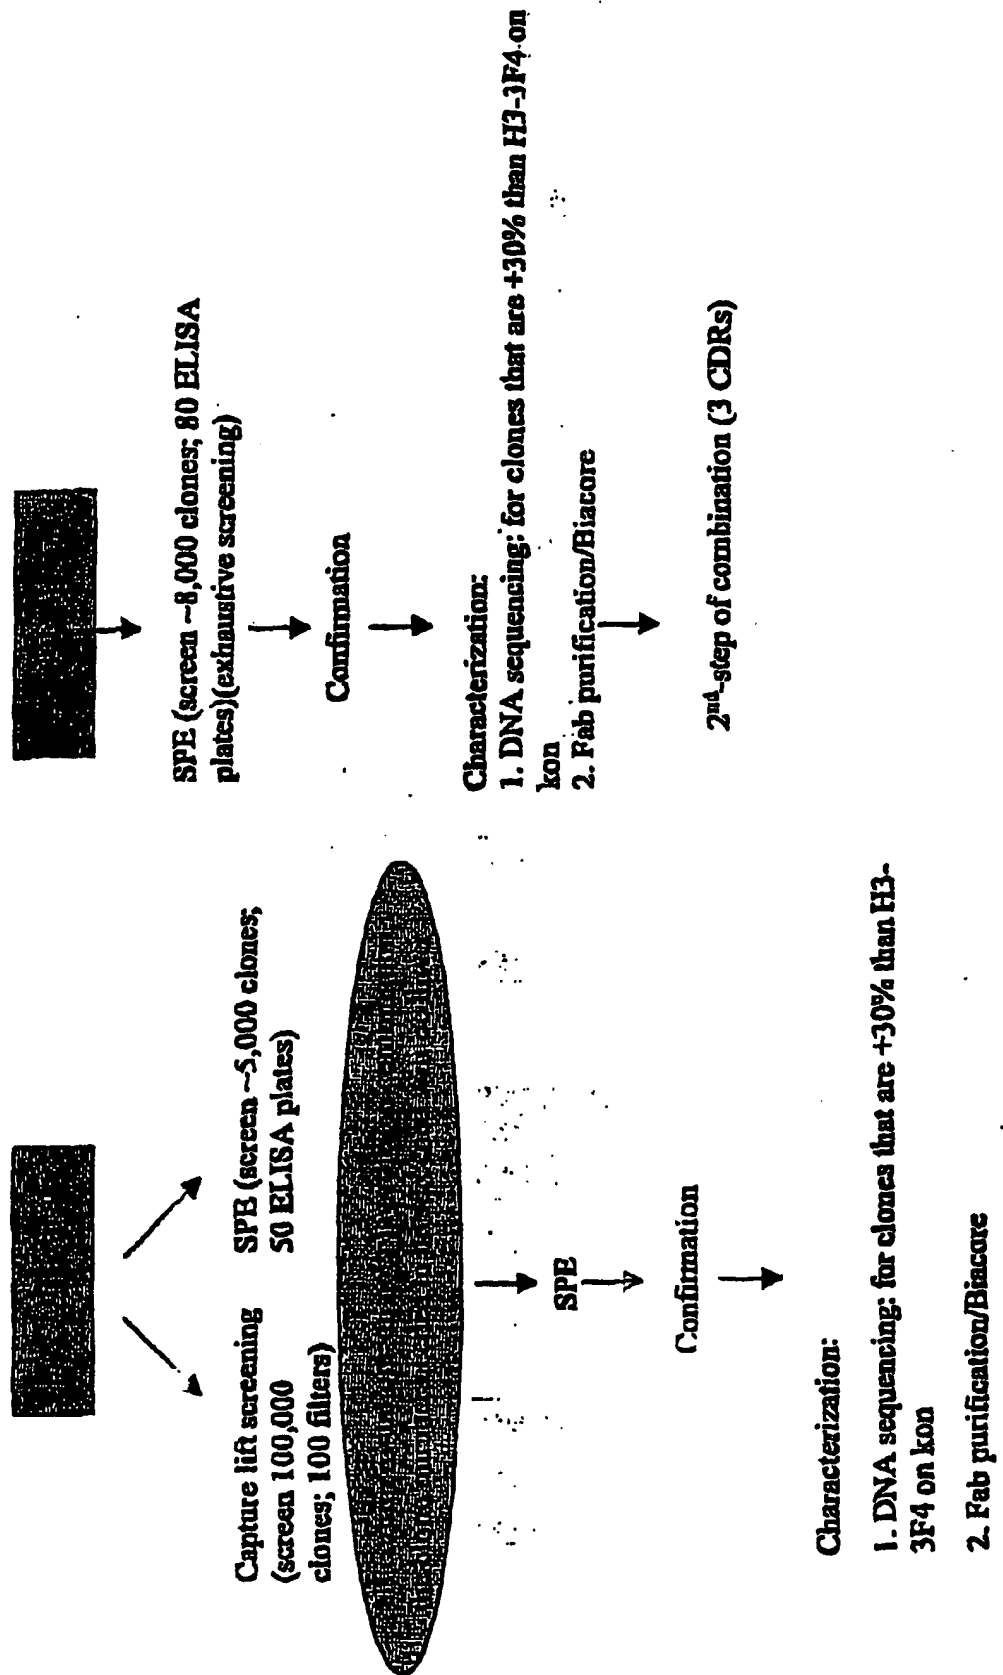 Capture lift screening
(screen 100,000
clones; 100 filters)
SPE (screen ~5,000 clones;
50 ELISA plates)
SPE
Confirmation
Characterization:
1. DNA sequencing: for clones that are +30% than H3-
3F4 on kon
2. Fab purification/Biacore
SPE (screen ~8,000 clones; 80 ELISA
plates)(exhaustive screening)
Confirmation
Characterization:
1. DNA sequencing: for clones that are +30% than H3-3F4 on
kon
2. Fab purification/Biacore
2nd-step of combination (3 CDRs)